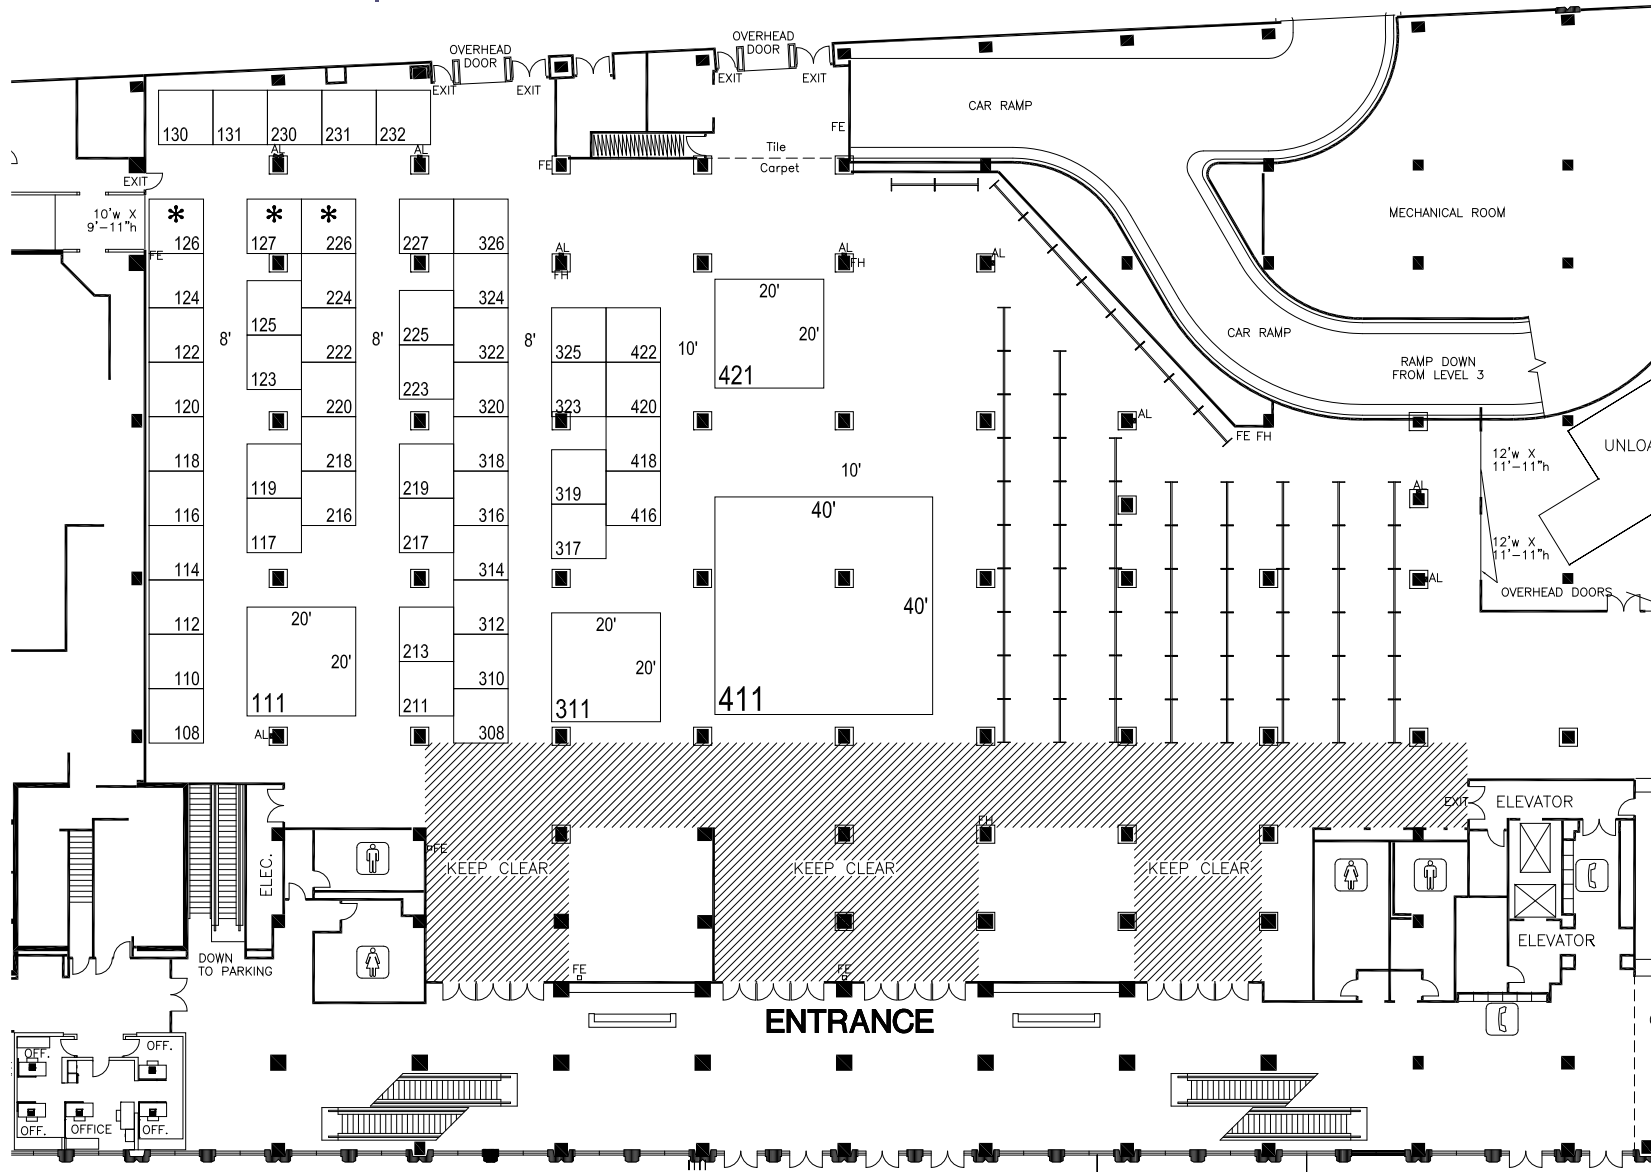 OVERHEAD
DOOR
OVERHEAD
DOOR
EXIT
EXIT
EXIT
EXIT
CAR RAMP
FE
130
131
230
231
232
AL
AL
Tile
Carpet
FE
EXIT
10'w X
9'-11"h
FE
* 
*
*
126
127
226
227
326
MECHANICAL ROOM
AL
FH
AL
FH
AL
124
125
224
225
324
20'
20'
421
8'
8'
8'
10'
122
123
222
223
322
325
422
CAR RAMP
RAMP DOWN
FROM LEVEL 3
120
220
320
323
420
AL
FE FH
118
119
218
219
318
319
418
10'
12'w X
11'-11"h
UNLOA
AL
116
117
216
217
316
317
416
40'
40'
411
12'w X
11'-11"h
AL
OVERHEAD DOORS
114
314
112
20'
20'
111
213
312
20'
20'
311
110
211
310
108
AL
308
ELEC.
FE
KEEP CLEAR
KEEP CLEAR
FH
KEEP CLEAR
EXIT
ELEVATOR
ELEVATOR
DOWN
TO PARKING
FE
FE
ENTRANCE
OFF.
OFF.
OFF.
OFFICE
OFF.